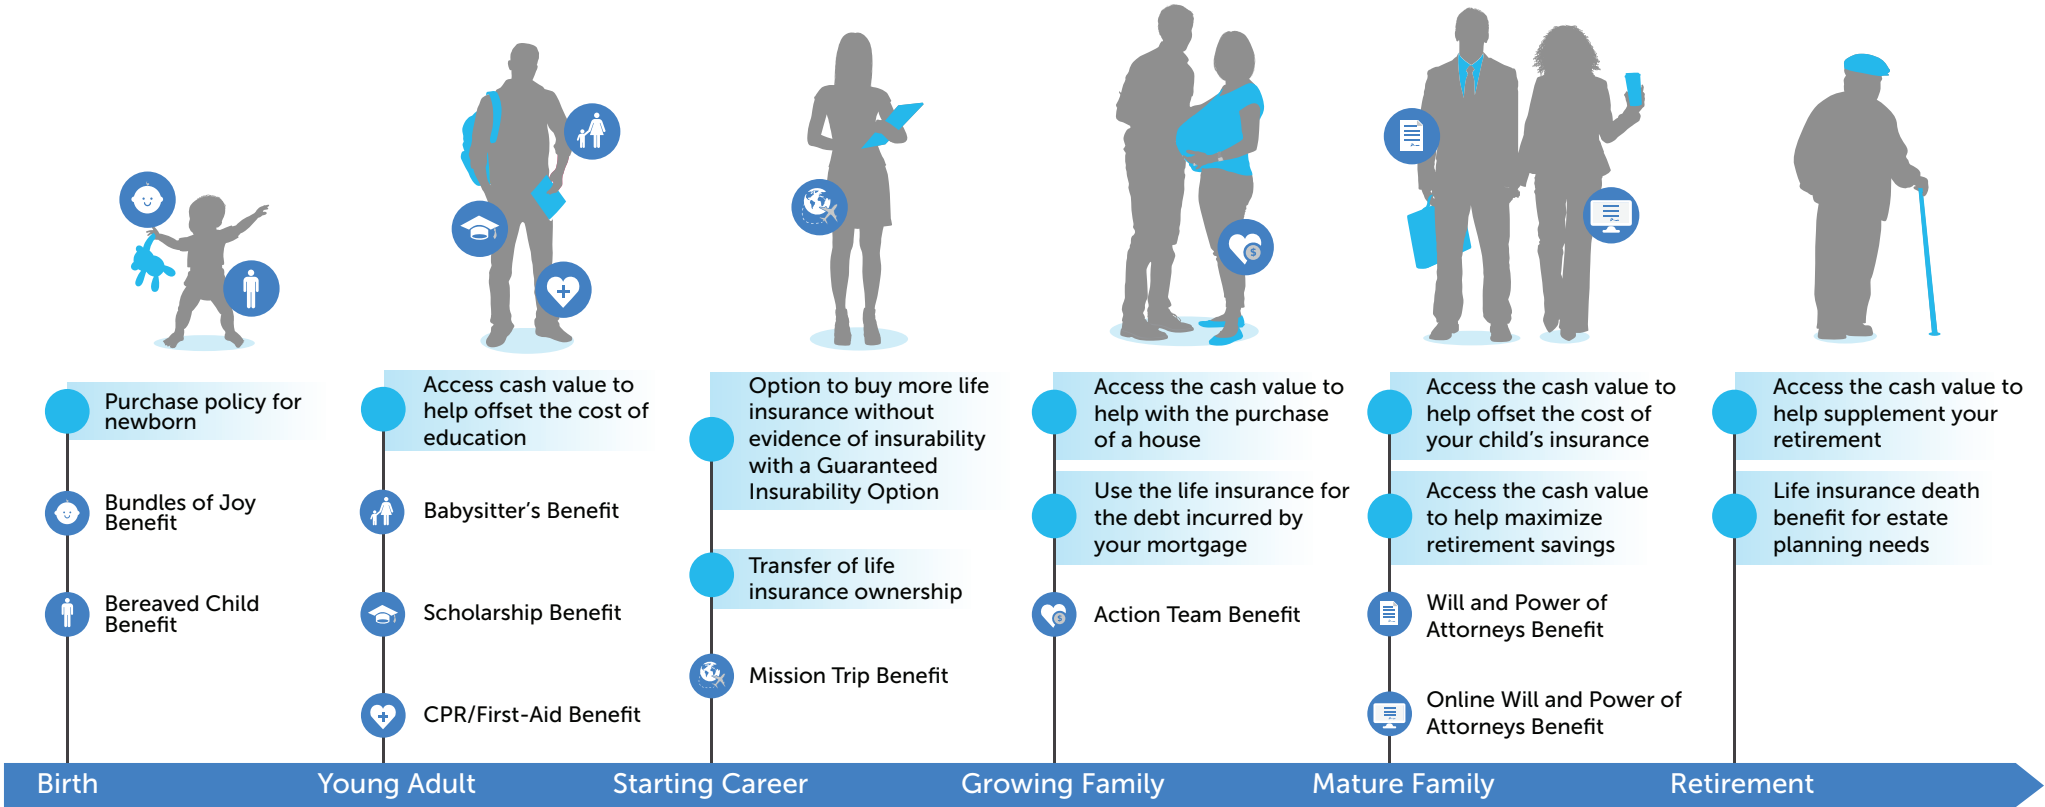 Purchase policy for
newborn
Bundles of Joy
Benefit
Bereaved Child
Benefit
Access cash value to
help offset the cost of
education
Babysitter’s Benefit
Scholarship Benefit
CPR/First-Aid Benefit
Option to buy more life
insurance without
evidence of insurability
with a Guaranteed
Insurability Option
Transfer of life
insurance ownership
Mission Trip Benefit
Access the cash value to
help with the purchase
of a house
Use the life insurance for
the debt incurred by
your mortgage
Action Team Benefit
Access the cash value to
help offset the cost of
your child’s insurance
Access the cash value
to help maximize
retirement savings
Will and Power of
Attorneys Benefit
Online Will and Power of
Attorneys Benefit
Access the cash value to
help supplement your
retirement
Life insurance death
benefit for estate
planning needs
Birth
Young Adult
Starting Career
Growing Family
Mature Family
Retirement